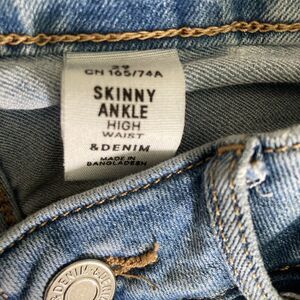 CN 165/74A
SKINNY
ANKLE
HIGH
WAIST
&DENIM
MADE IN
BANGLADESH